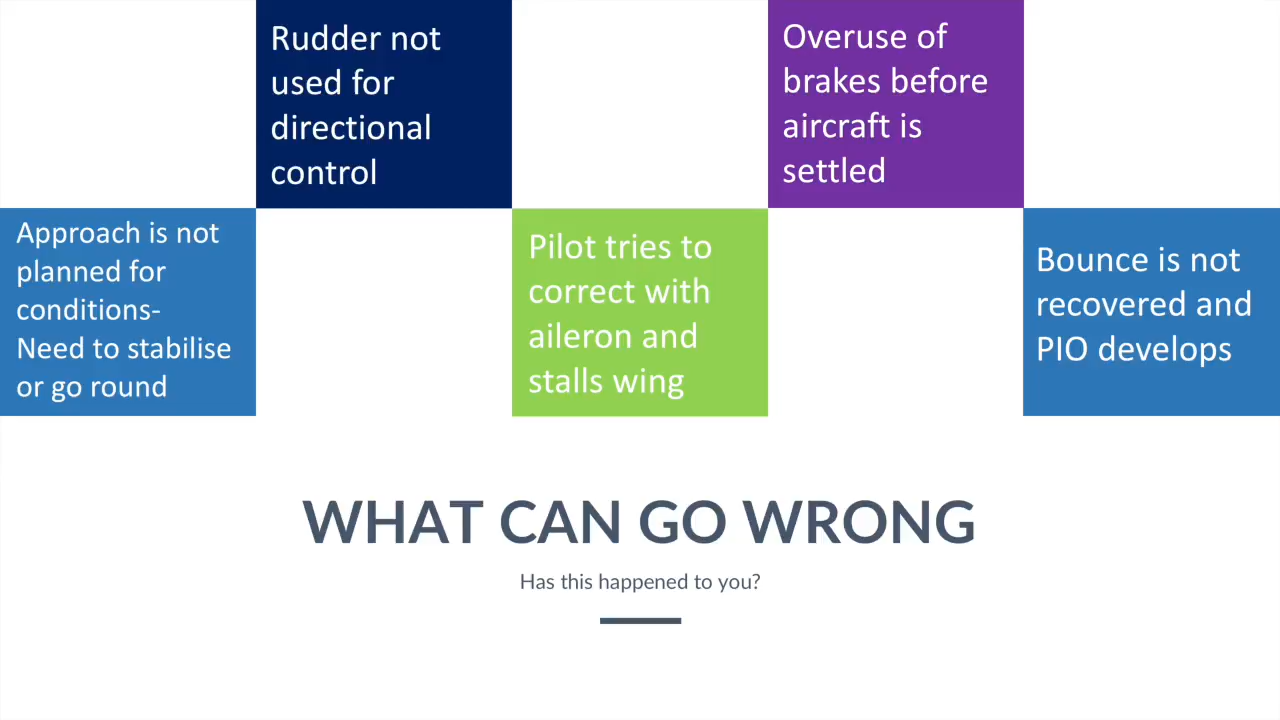 Rudder not
used for
directional
control
Overuse of
brakes before
aircraft is
settled
Approach is not
planned for
conditions-
Need to stabilise
or go round
Pilot tries to
correct with
aileron and
stalls wing
Bounce is not
recovered and
PIO develops
WHAT CAN GO WRONG
Has this happened to you?